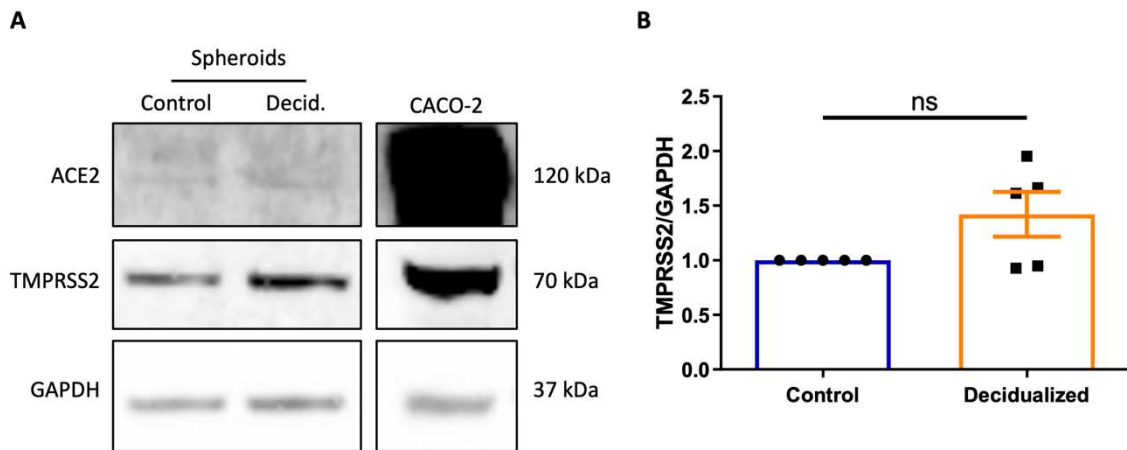 A
Spheroids
Control Decid. CACO-2
ACE2 120 kDa
TMPRSS2 70 kDa
GAPDH 37 kDa
B
TMPRSS2/GAPDH
2.5
2.0
1.5
1.0
0.5
0.0
ns
Control Decidualized